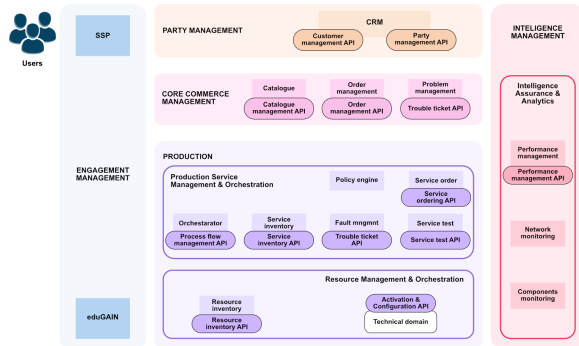 Users
SSP
ENGAGEMENT
MANAGEMENT
eduGAIN
PARTY MANAGEMENT
CRM
Customer
management API
Party
management API
CORE COMMERCE
MANAGEMENT
Catalogue
Catalogue
management API
Order
management
Order
management API
Problem
management
Trouble ticket API
PRODUCTION
Production Service
Management & Orchestration
Policy engine
Service order
Service
ordering API
Orchestarator
Process flow
management API
Service
inventory
Service
inventory API
Fault mngmnt
Trouble ticket
API
Service test
Service test API
Resource Management & Orchestration
Resource
inventory
Resource
inventory API
Activation &
Configuration API
Technical domain
INTELIGENCE
MANAGEMENT
Intelligence
Assurance &
Analytics
Performance
management
Performance
management API
Network
monitoring
Components
monitoring